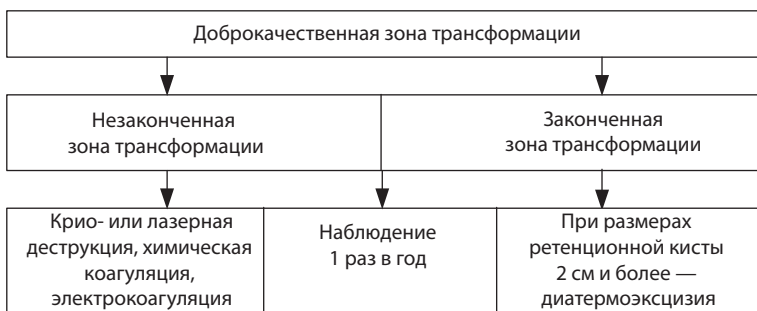 Доброкачественная зона трансформации
Незаконченная
зона трансформации
Законченная
зона трансформации
Крио- или лазерная
деструкция, химическая
коагуляция,
электрокоагуляция
Наблюдение
1 раз в год
При размерах
ретенционной кисты
2 см и более —
диатермоэксцизия